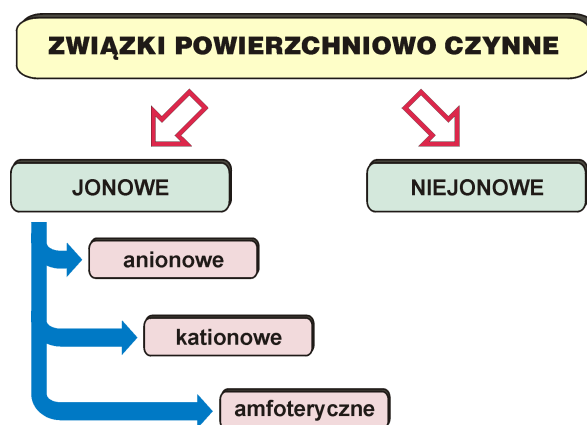 ZWIĄZKI POWIERZCHNIOWO CZYNNE
JONOWE
NIEJONOWE
anionowe
kationowe
amfoteryczne